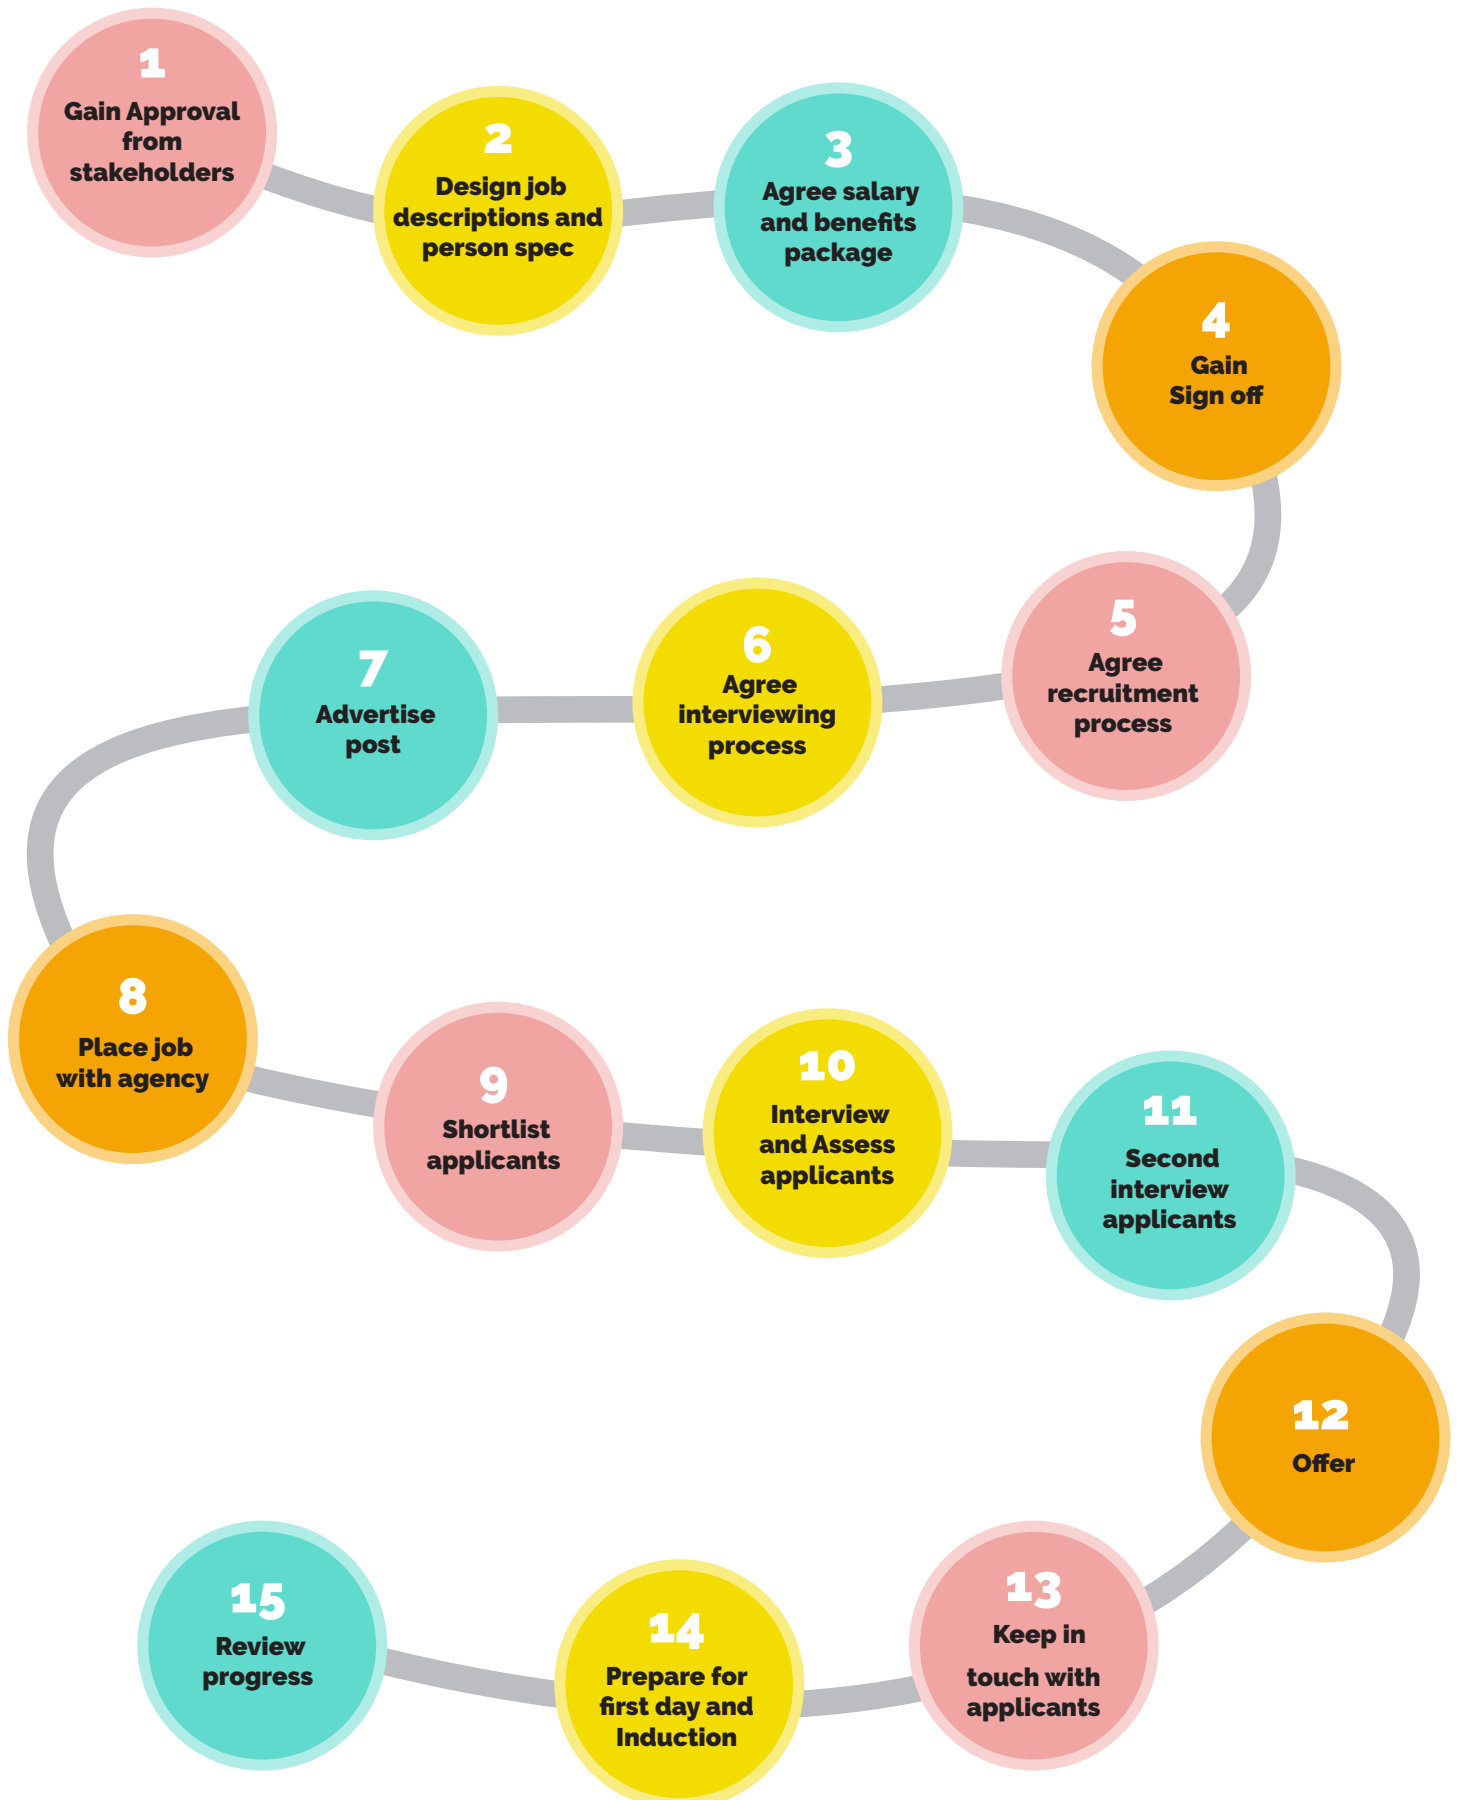 1
Gain Approval
from
stakeholders
2
Design job
descriptions and
person spec
3
Agree salary
and benefits
package
4
Gain
Sign off
5
Agree
recruitment
process
6
Agree
interviewing
process
7
Advertise
post
8
Place job
with agency
9
Shortlist
applicants
10
Interview
and Assess
applicants
11
Second
interview
applicants
12
Offer
13
Keep in
touch with
applicants
14
Prepare for
first day and
Induction
15
Review
progress